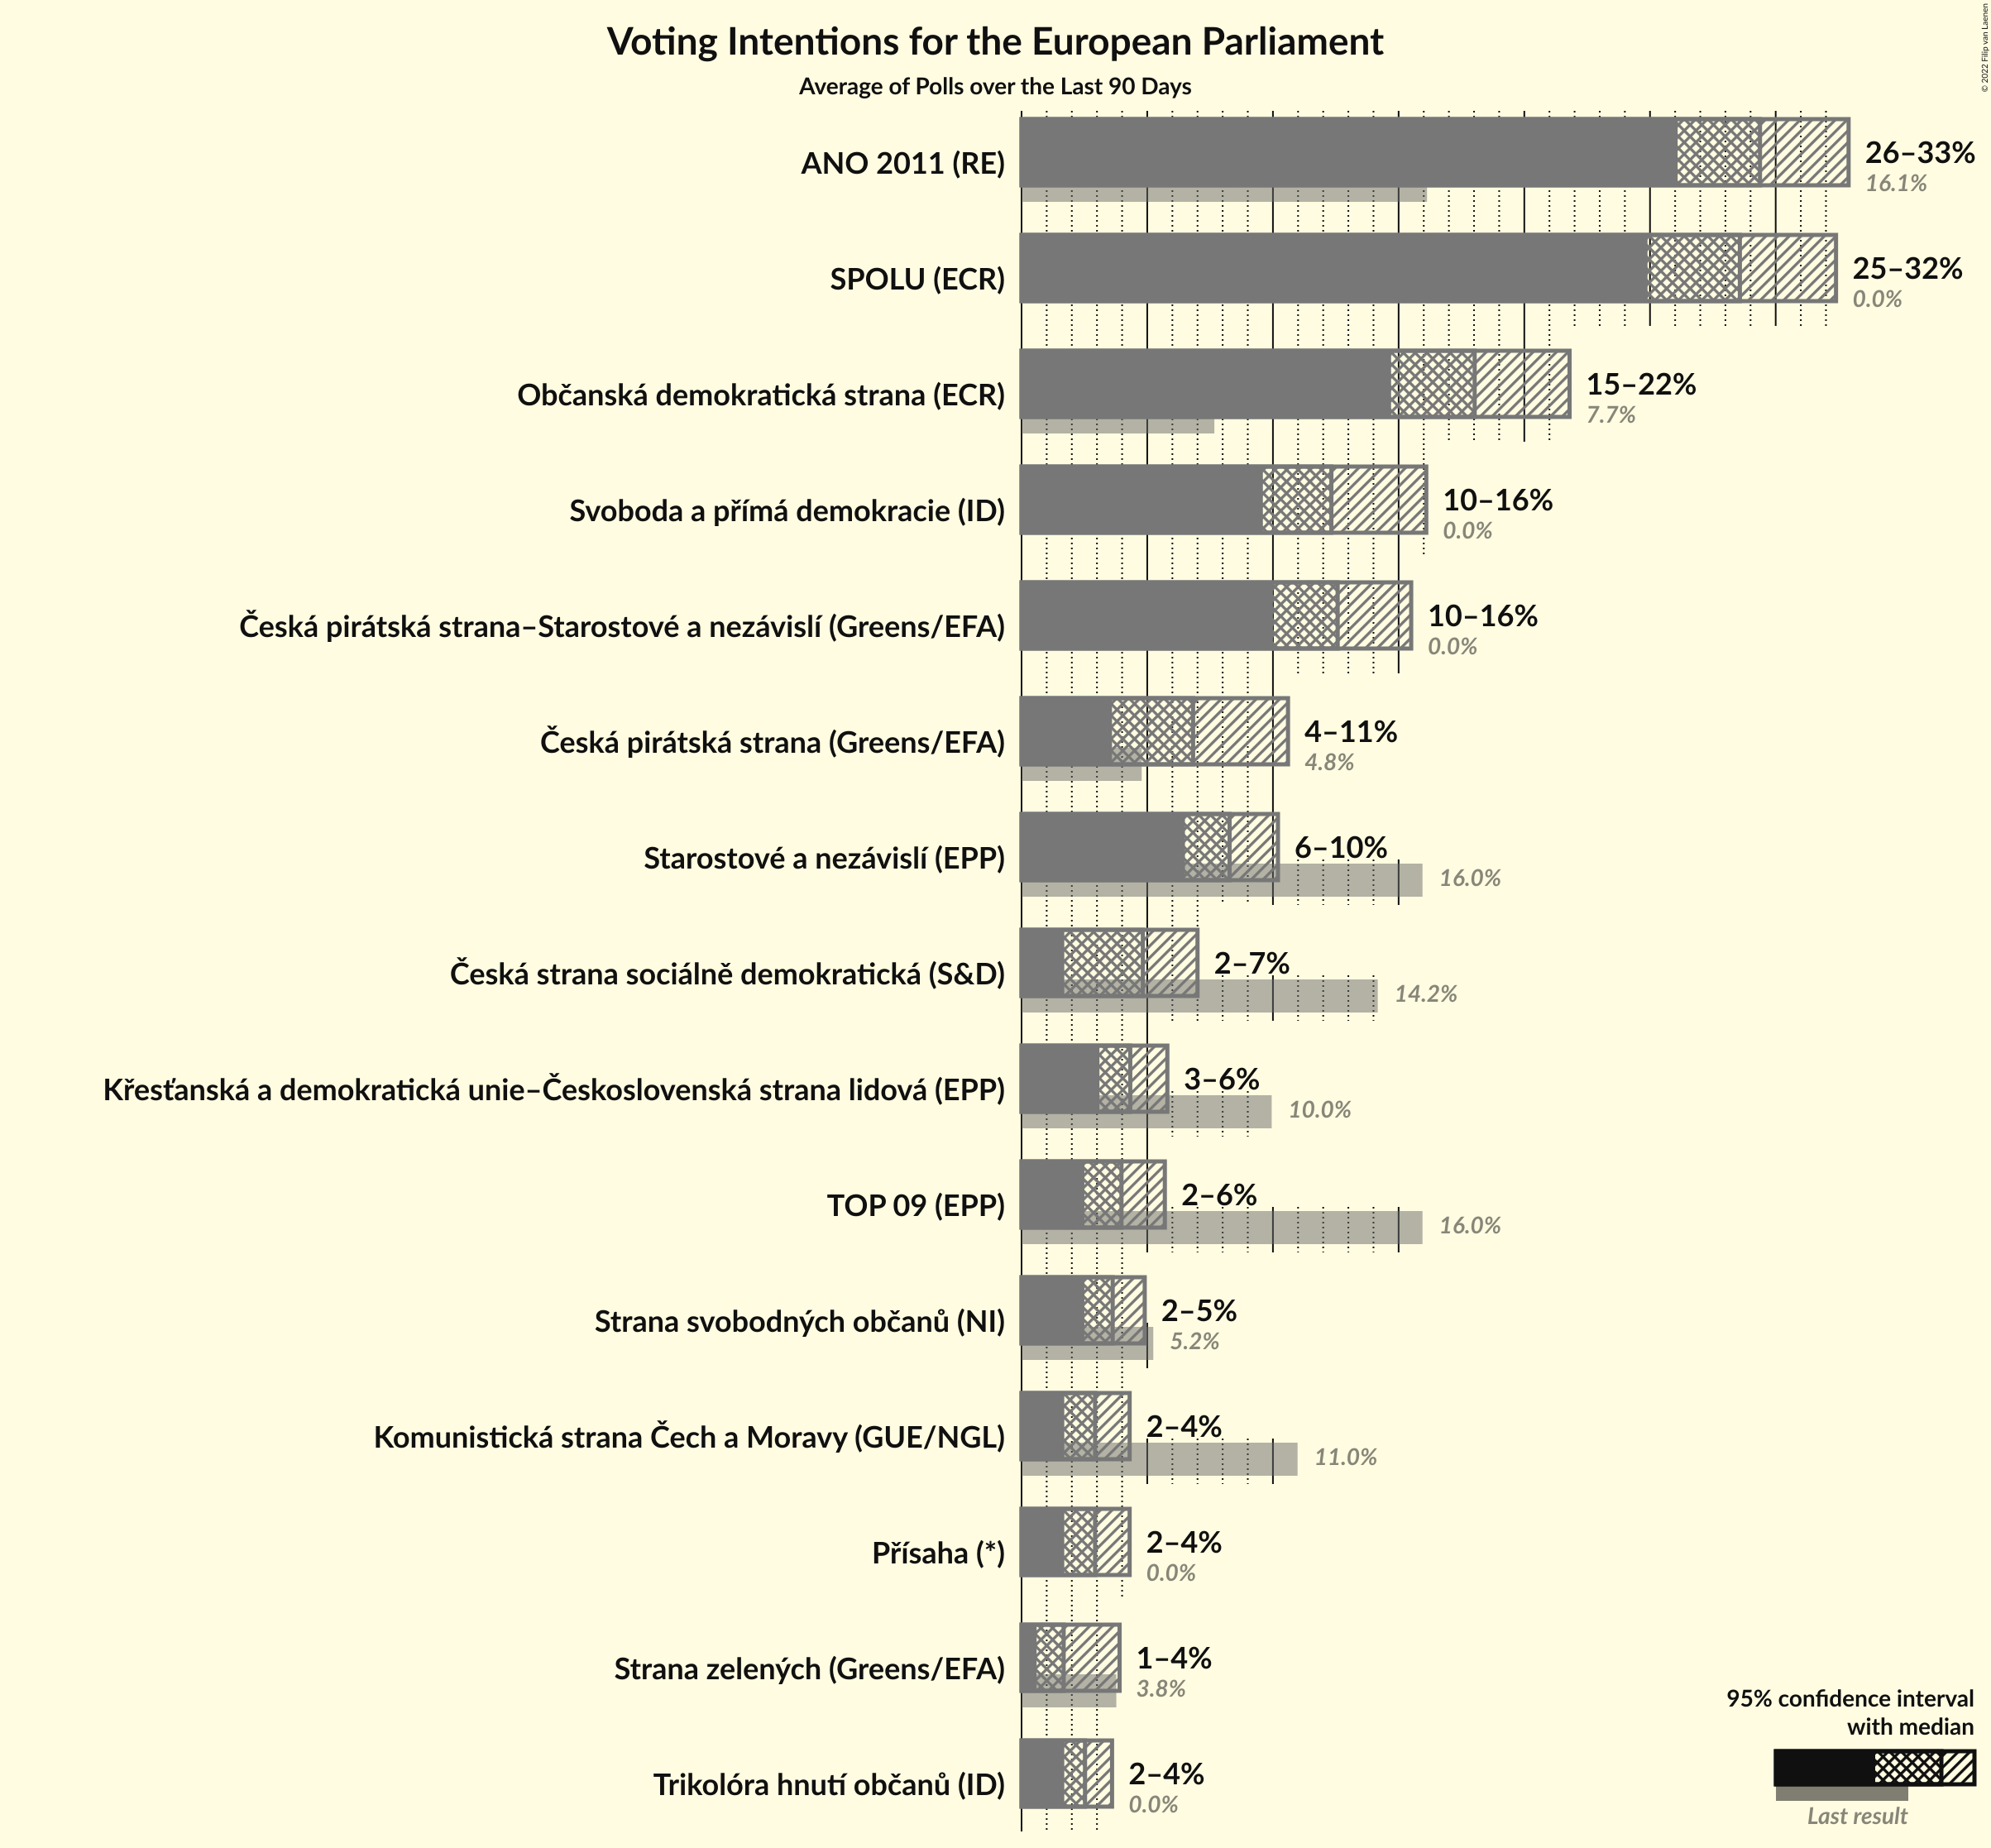 Voting Intentions for the European Parliament
Average of Polls over the Last 90 Days
© 2022 Filip van Laenen
ANO 2011 (RE)
26–33%
16.1%
SPOLU (ECR)
25–32%
0.0%
Občanská demokratická strana (ECR)
15–22%
7.7%
Svoboda a přímá demokracie (ID)
10–16%
0.0%
Česká pirátská strana–Starostové a nezávislí (Greens/EFA)
10–16%
0.0%
Česká pirátská strana (Greens/EFA)
4–11%
4.8%
Starostové a nezávislí (EPP)
6–10%
16.0%
Česká strana sociálně demokratická (S&D)
2–7%
14.2%
Křesťanská a demokratická unie–Československá strana lidová (EPP)
3–6%
10.0%
TOP 09 (EPP)
2–6%
16.0%
Strana svobodných občanů (NI)
2–5%
5.2%
Komunistická strana Čech a Moravy (GUE/NGL)
2–4%
11.0%
Přísaha (*)
2–4%
0.0%
Strana zelených (Greens/EFA)
1–4%
3.8%
Trikolóra hnutí občanů (ID)
2–4%
0.0%
95% confidence interval
with median
Last result